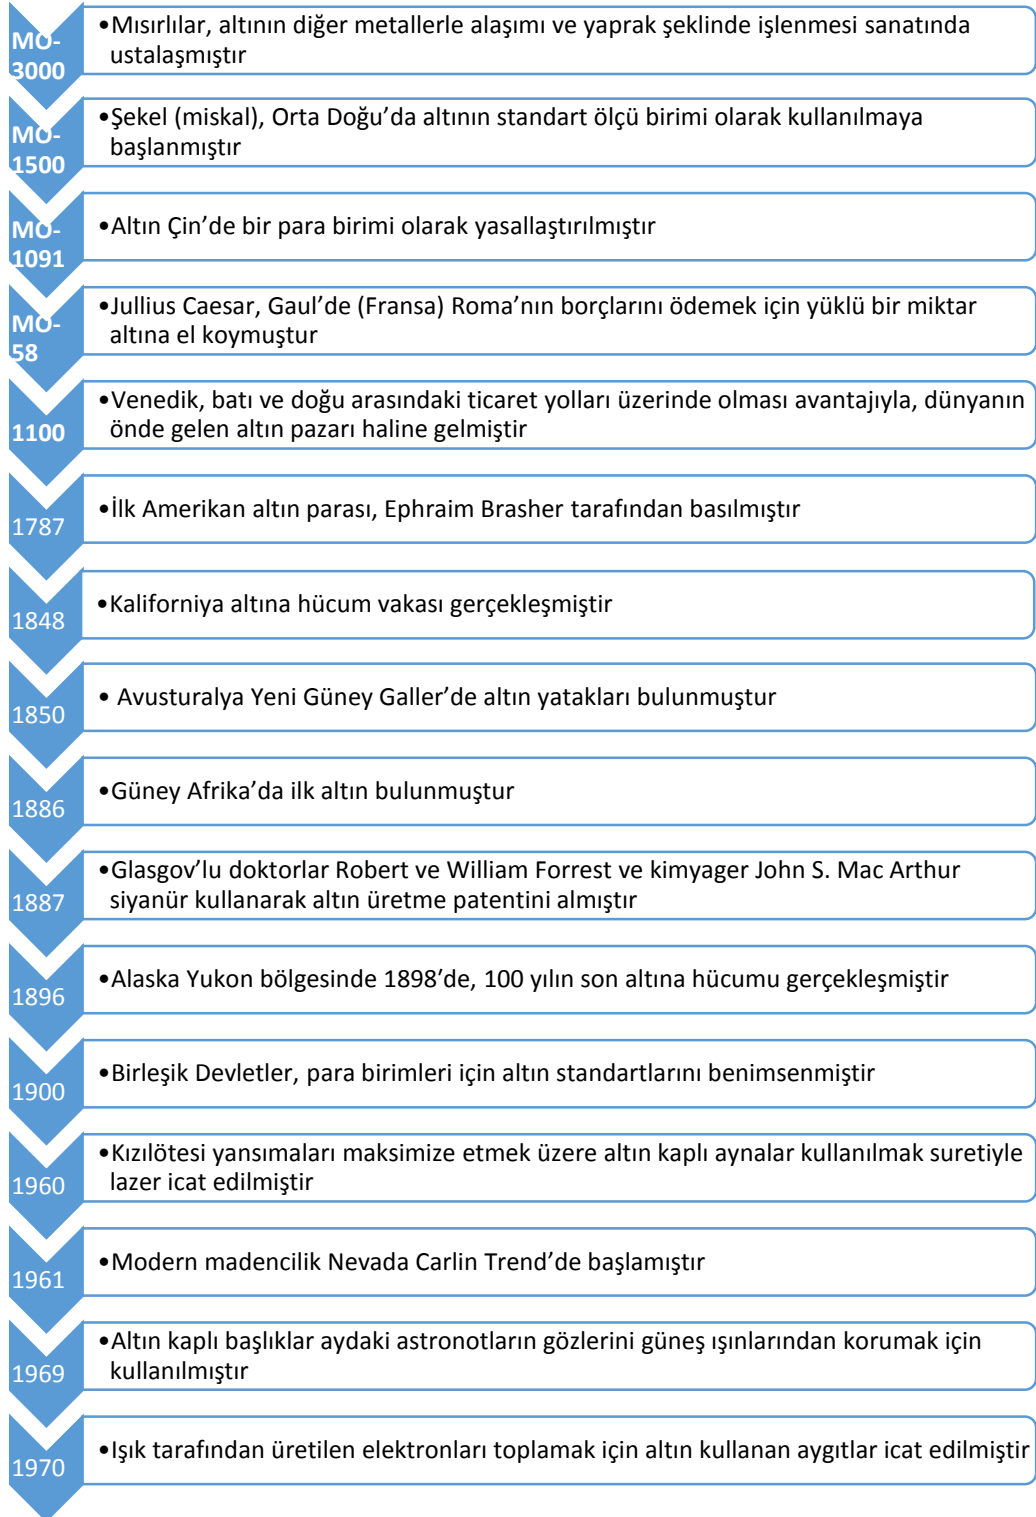 MÖ-
3000
•Mısırlılar, altının diğer metallerle alaşımı ve yaprak şeklinde işlenmesi sanatında
ustalaşmıştır
MÖ-
1500
•Şekel (miskal), Orta Doğu’da altının standart ölçü birimi olarak kullanılmaya
başlanmıştır
MÖ-
1091
•Altın Çin’de bir para birimi olarak yasallaştırılmıştır
MÖ-
58
•Jullius Caesar, Gaul’de (Fransa) Roma’nın borçlarını ödemek için yüklü bir miktar
altına el koymuştur
1100
•Venedik, batı ve doğu arasındaki ticaret yolları üzerinde olması avantajıyla, dünyanın
önde gelen altın pazarı haline gelmiştir
1787
•İlk Amerikan altın parası, Ephraim Brasher tarafından basılmıştır
1848
•Kaliforniya altına hücum vakası gerçekleşmiştir
1850
• Avusturalya Yeni Güney Galler’de altın yatakları bulunmuştur
1886
•Güney Afrika’da ilk altın bulunmuştur
1887
•Glasgov’lu doktorlar Robert ve William Forrest ve kimyager John S. Mac Arthur
siyanür kullanarak altın üretme patentini almıştır
1896
•Alaska Yukon bölgesinde 1898’de, 100 yılın son altına hücumu gerçekleşmiştir
1900
•Birleşik Devletler, para birimleri için altın standartlarını benimsenmiştir
1960
•Kızılötesi yansımaları maksimize etmek üzere altın kaplı aynalar kullanılmak suretiyle
lazer icat edilmiştir
1961
•Modern madencilik Nevada Carlin Trend’de başlamıştır
1969
•Altın kaplı başlıklar aydaki astronotların gözlerini güneş ışınlarından korumak için
kullanılmıştır
1970
•Işık tarafından üretilen elektronları toplamak için altın kullanan aygıtlar icat edilmiştir